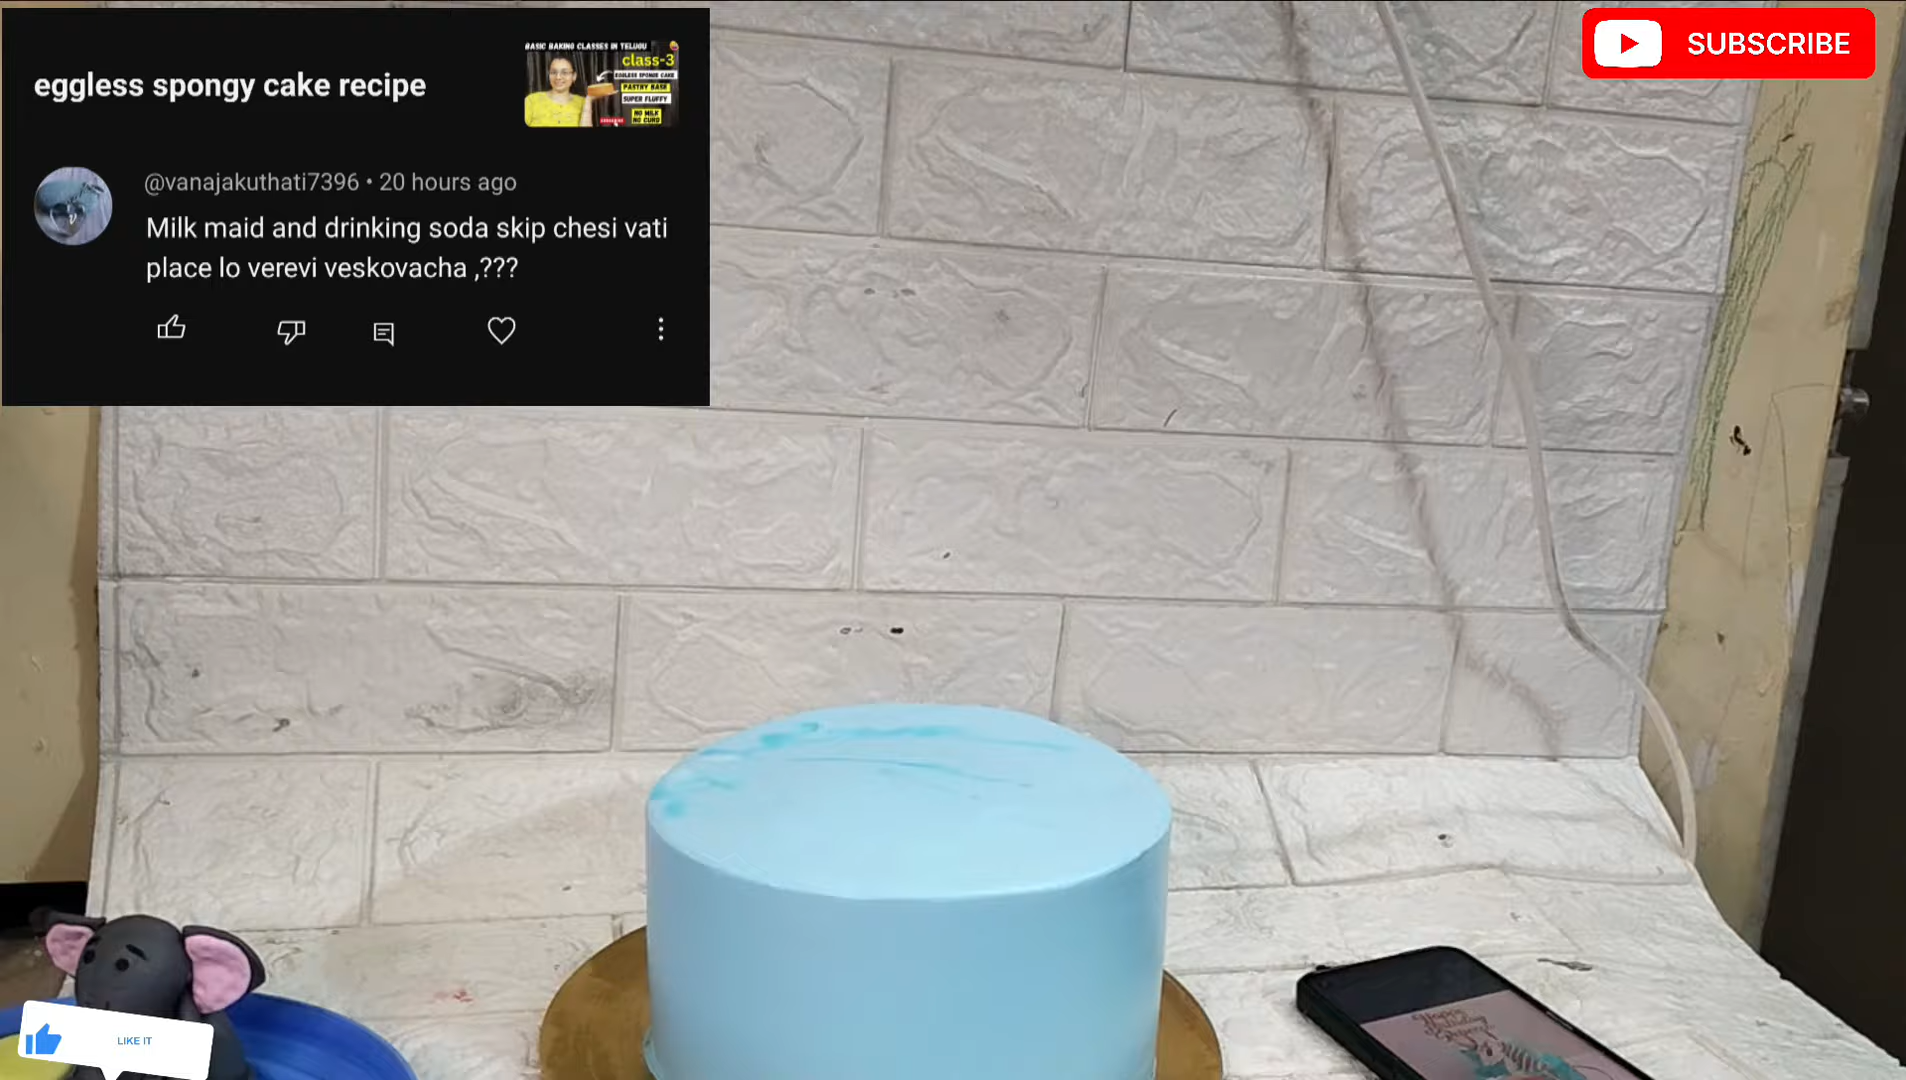 eggless spongy cake recipe
BASIC BAKING CLASSES IN TELUGU
class-3
EGGLESS SPONGE CAKE
PASTRY BASE
SUPER FLUFFY
NO MILK
NO CURD
SUBSCRIBE
@vanajakuthati7396 • 20 hours ago
Milk maid and drinking soda skip chesi vati
place lo verevi veskovacha ,???
LIKE IT